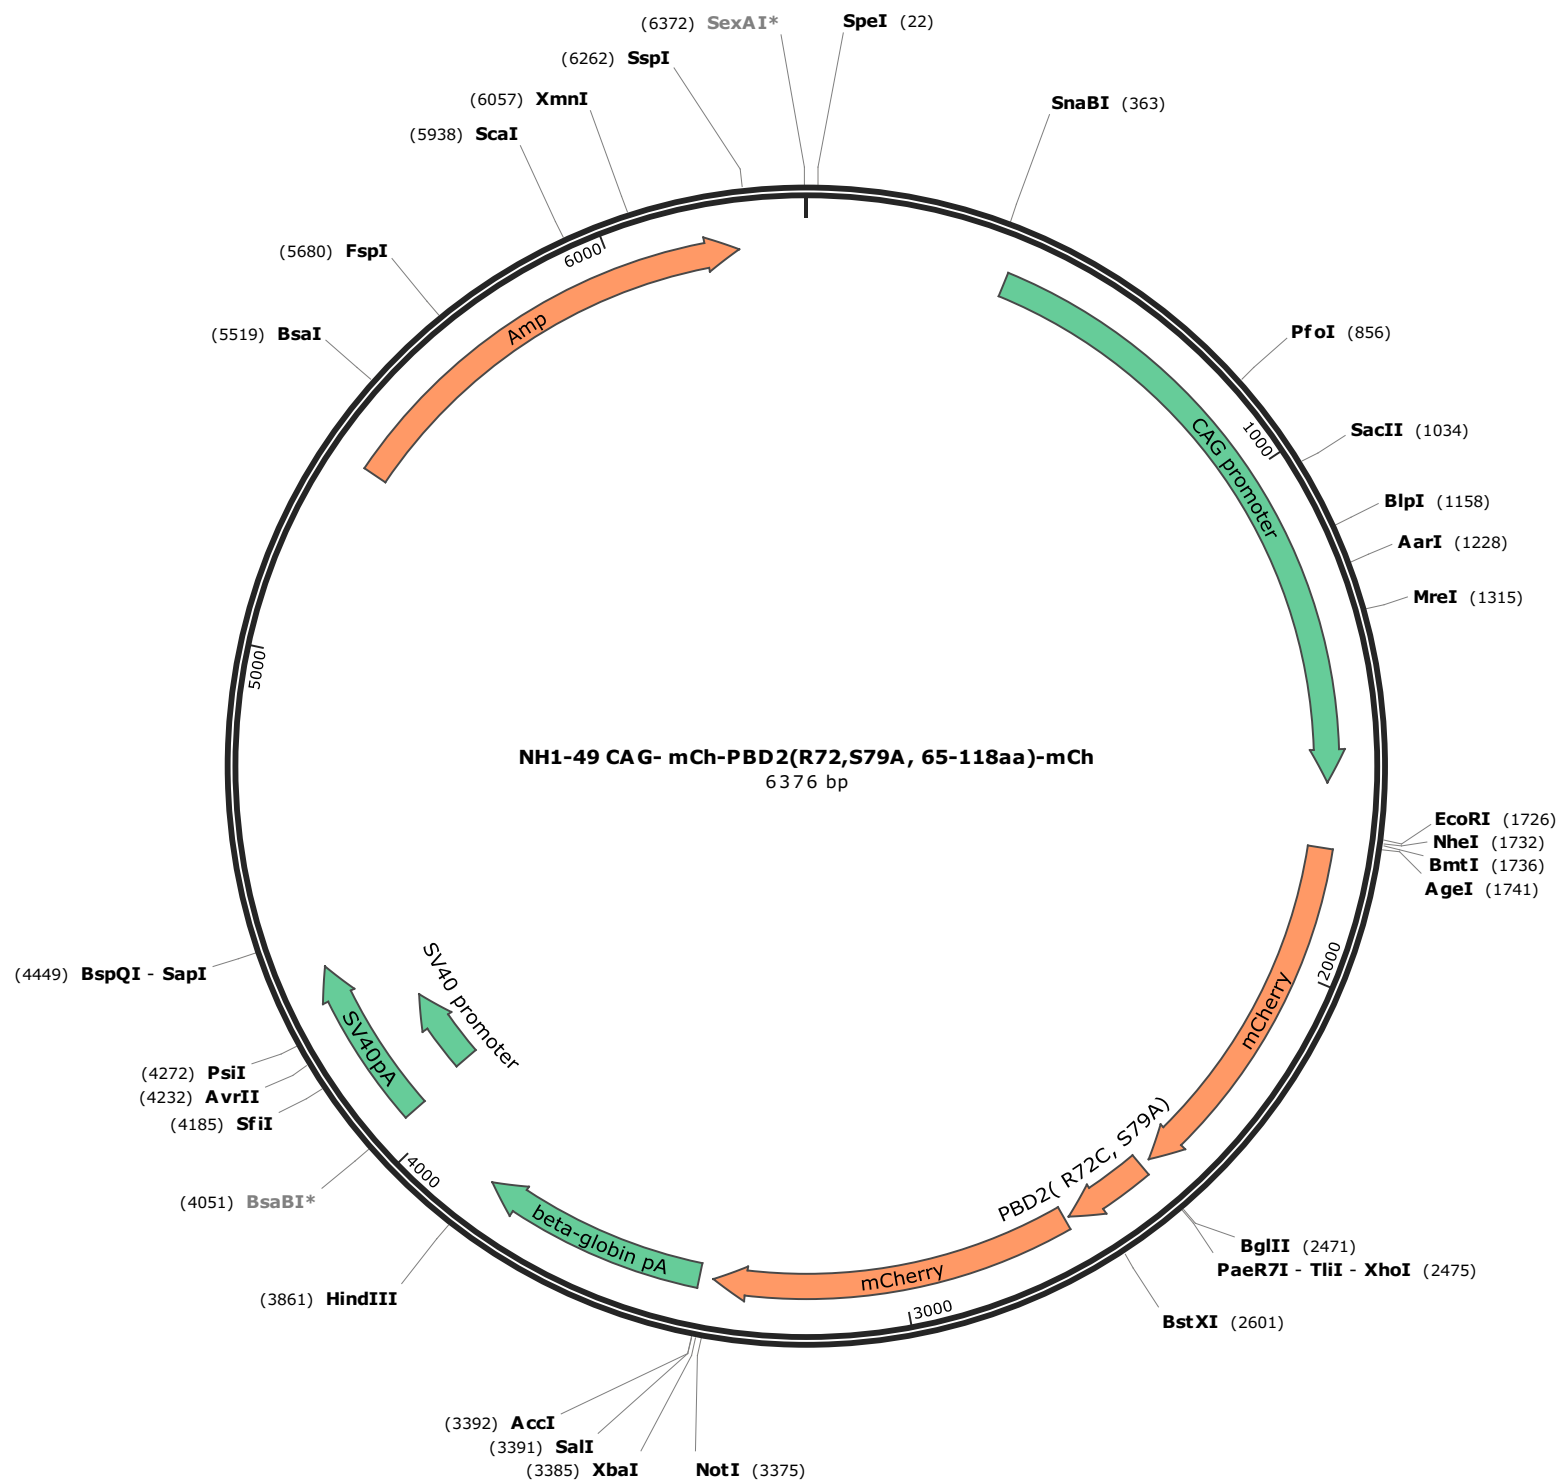 (6372) SexAI*
SpeI (22)
(6262) SspI
(6057) XmnI
SnaBI (363)
(5938) ScaI
6000
(5680) FspI
Amp
PfoI (856)
(5519) BsaI
SacII (1034)
1000
CAG promoter
BlpI (1158)
AarI (1228)
MreI (1315)
5000
NH1-49 CAG- mCh-PBD2(R72,S79A, 65-118aa)-mCh
6376 bp
EcoRI (1726)
NheI (1732)
BmtI (1736)
AgeI (1741)
2000
mCherry
(4449) BspQI - SapI
SV40 promoter
SV40pA
(4272) PsiI
(4232) AvrII
(4185) SfiI
PBD2( R72C, S79A)
4000
(4051) BsaBI*
beta-globin pA
mCherry
BglII (2471)
PaeR7I - TliI - XhoI (2475)
(3861) HindIII
3000
BstXI (2601)
(3392) AccI
(3391) SalI
(3385) XbaI
NotI (3375)